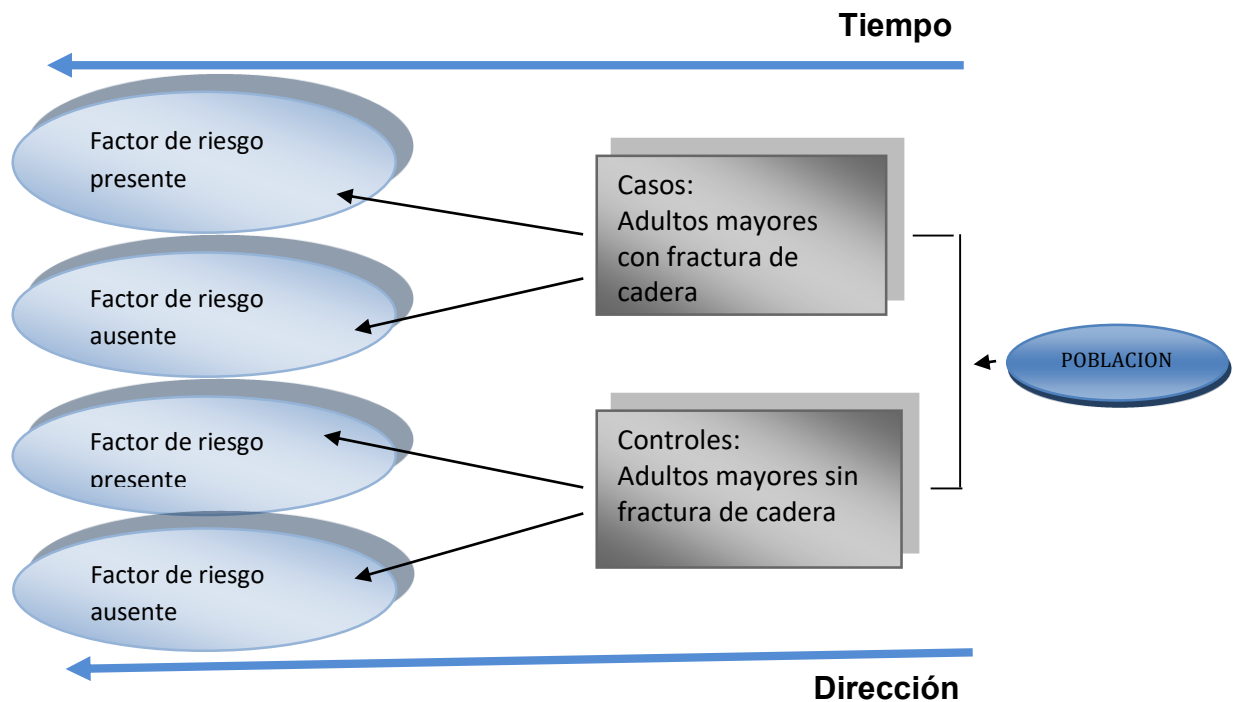 Tiempo
Factor de riesgo
presente
Casos:
Adultos mayores
con fractura de
cadera
Factor de riesgo
ausente
POBLACION
Factor de riesgo
presente
Controles:
Adultos mayores sin
fractura de cadera
Factor de riesgo
ausente
Dirección